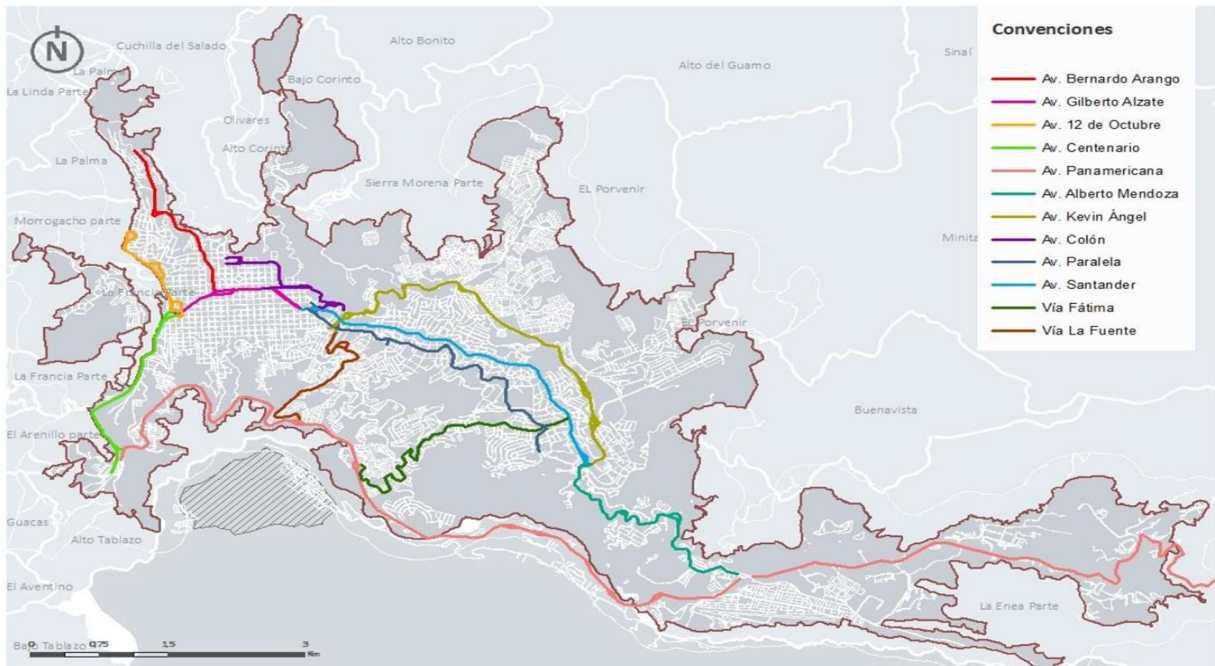 Convenciones
Av. Bernardo Arango
Av. Gilberto Alzate
Av. 12 de Octubre
Av. Centenario
Av. Panamericana
Av. Alberto Mendoza
Av. Kevin Ángel
Av. Colón
Av. Paralela
Av. Santander
Vía Fátima
Vía La Fuente
N
Cuchilla del Salado
Alto Bonito
Sinaí
La Palma
Bajo Corinto
Alto del Guamo
La Linda Parte
Olivares
Alto Corinto
La Palma
Sierra Morena Parte
EL Porvenir
Morrogacho parte
Minita
La Francia Parte
EL Porvenir
La Francia Parte
Buenavista
El Arenillo parte
Guacas
Alto Tablazo
El Aventino
La Enea Parte
Bajo Tablazo
0 0,75 1,5 3
Km